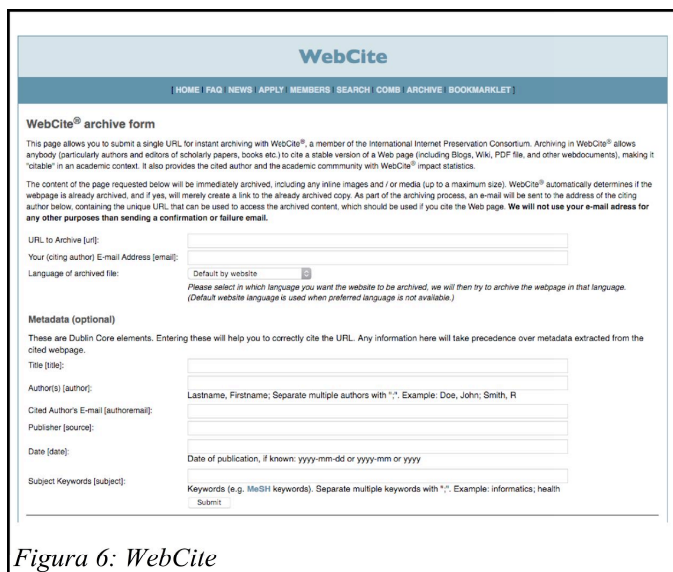 WebCite
[ HOME | FAQ | NEWS | APPLY | MEMBERS | SEARCH | COMB | ARCHIVE | BOOKMARKLET ]
WebCite® archive form
This page allows you to submit a single URL for instant archiving with WebCite®, a member of the International Internet Preservation Consortium. Archiving in WebCite® allows
anybody (particularly authors and editors of scholarly papers, books etc.) to cite a stable version of a Web page (including Blogs, Wiki, PDF file, and other webdocuments), making it
"citable" in an academic context. It also provides the cited author and the academic commmunity with WebCite® impact statistics.
The content of the page requested below will be immediately archived, including any inline images and / or media (up to a maximum size). WebCite® automatically determines if the
webpage is already archived, and if yes, will merely create a link to the already archived copy. As part of the archiving process, an e-mail will be sent to the address of the citing
author below, containing the unique URL that can be used to access the archived content, which should be used if you cite the Web page. We will not use your e-mail adress for
any other purposes than sending a confirmation or failure email.
URL to Archive [url]:
Your (citing author) E-mail Address [email]:
Language of archived file: Default by website
Please select in which language you want the website to be archived, we will then try to archive the webpage in that language.
(Default website language is used when preferred language is not available.)
Metadata (optional)
These are Dublin Core elements. Entering these will help you to correctly cite the URL. Any information here will take precedence over metadata extracted from the
cited webpage.
Title [title]:
Author(s) [author]:
Lastname, Firstname; Separate multiple authors with ";". Example: Doe, John; Smith, R
Cited Author's E-mail [authoremail]:
Publisher [source]:
Date [date]:
Date of publication, if known: yyyy-mm-dd or yyyy-mm or yyyy
Subject Keywords [subject]:
Keywords (e.g. MeSH keywords). Separate multiple keywords with ";". Example: informatics; health
Submit
Figura 6: WebCite